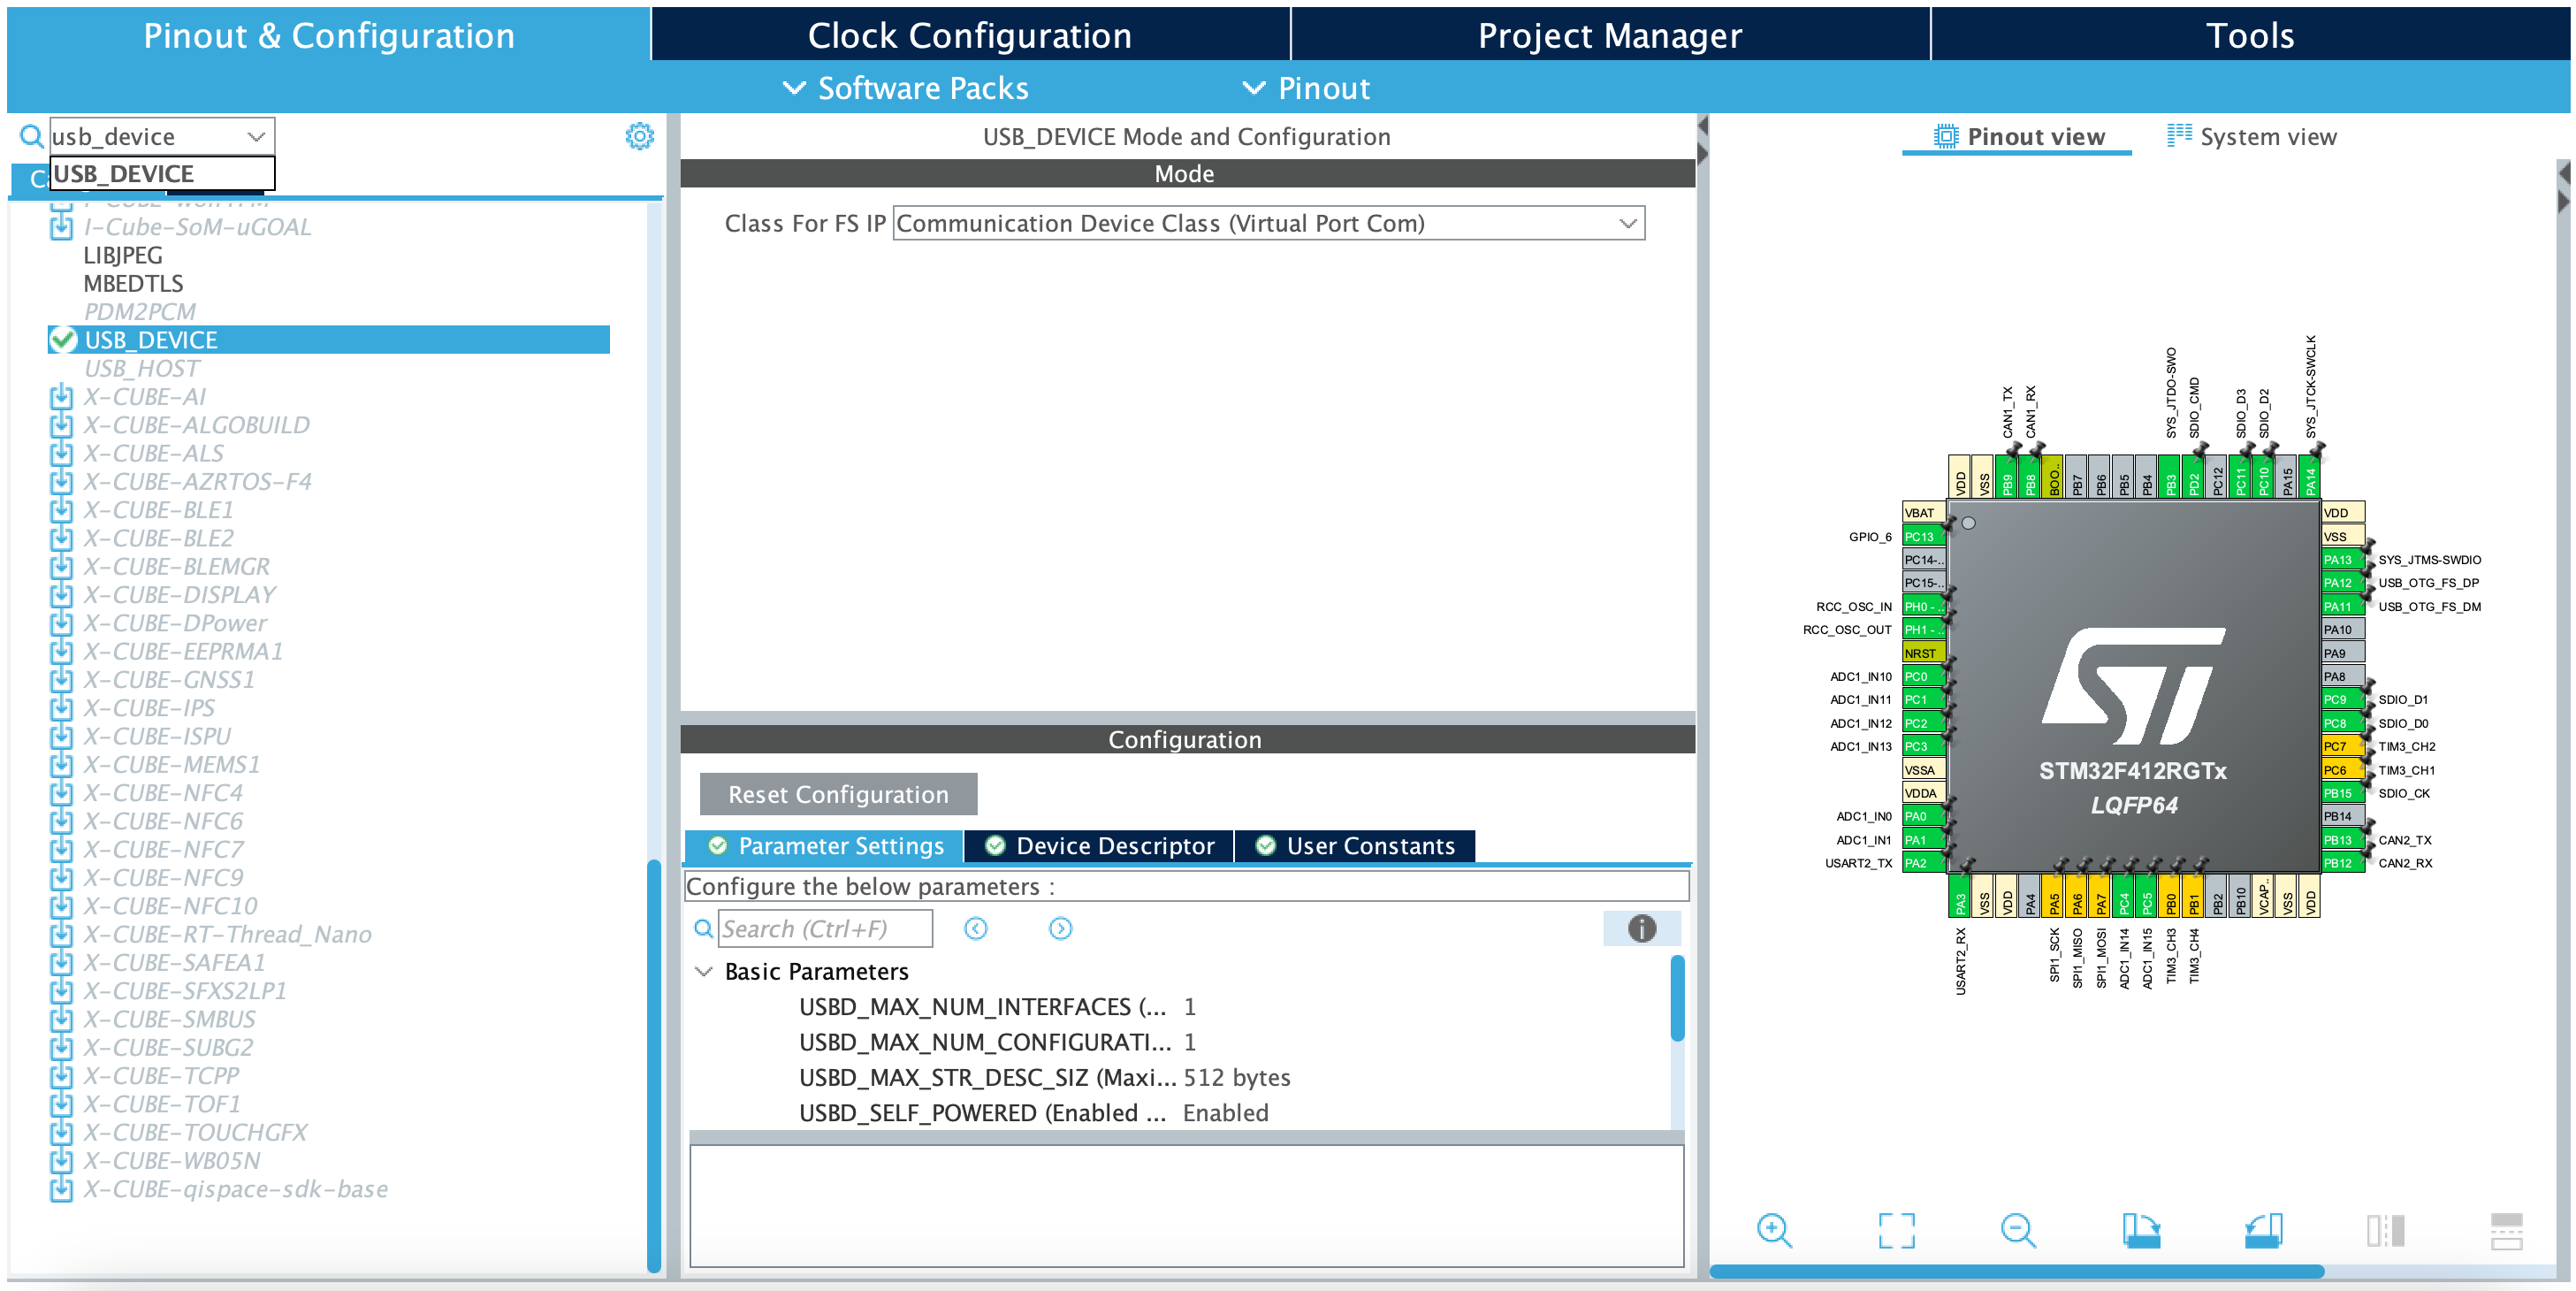 Pinout & Configuration
Clock Configuration
Project Manager
Tools
Software Packs
Pinout
usb_device
USB_DEVICE
I-Cube-SoM-uGOAL
LIBJPEG
MBEDTLS
PDM2PCM
USB_DEVICE
USB_HOST
X-CUBE-AI
X-CUBE-ALGOBUILD
X-CUBE-ALS
X-CUBE-AZRTOS-F4
X-CUBE-BLE1
X-CUBE-BLE2
X-CUBE-BLEMGR
X-CUBE-DISPLAY
X-CUBE-DPower
X-CUBE-EEPRMA1
X-CUBE-GNSS1
X-CUBE-IPS
X-CUBE-ISPU
X-CUBE-MEMS1
X-CUBE-NFC4
X-CUBE-NFC6
X-CUBE-NFC7
X-CUBE-NFC9
X-CUBE-NFC10
X-CUBE-RT-Thread_Nano
X-CUBE-SAFEA1
X-CUBE-SFXS2LP1
X-CUBE-SMBUS
X-CUBE-SUBG2
X-CUBE-TCPP
X-CUBE-TOF1
X-CUBE-TOUCHGFX
X-CUBE-WB05N
X-CUBE-qispace-sdk-base
USB_DEVICE Mode and Configuration
Mode
Class For FS IP Communication Device Class (Virtual Port Com)
Configuration
Reset Configuration
Parameter Settings
Device Descriptor
User Constants
Configure the below parameters :
Search (Ctrl+F)
Basic Parameters
USBD_MAX_NUM_INTERFACES (... 1
USBD_MAX_NUM_CONFIGURATI... 1
USBD_MAX_STR_DESC_SIZ (Maxi... 512 bytes
USBD_SELF_POWERED (Enabled ... Enabled
Pinout view
System view
CAN1_TX
CAN1_RX
SYS_JTDO-SWO
SDIO_CMD
SDIO_D3
SDIO_D2
SYS_JTCK-SWCLK
VDD
VSS
PB9
PB8
BOO..
PB7
PB6
PB5
PB4
PB3
PD2
PC12
PC11
PC10
PA15
PA14
VBAT
GPIO_6 PC13
PC14-..
PC15-..
RCC_OSC_IN PH0 - ..
RCC_OSC_OUT PH1 - ..
NRST
ADC1_IN10 PC0
ADC1_IN11 PC1
ADC1_IN12 PC2
ADC1_IN13 PC3
VSSA
VDDA
ADC1_IN0 PA0
ADC1_IN1 PA1
USART2_TX PA2
ST
STM32F412RGTx
LQFP64
VDD
VSS
PA13 SYS_JTMS-SWDIO
PA12 USB_OTG_FS_DP
PA11 USB_OTG_FS_DM
PA10
PA9
PA8
PC9 SDIO_D1
PC8 SDIO_D0
PC7 TIM3_CH2
PC6 TIM3_CH1
PB15 SDIO_CK
PB14
PB13 CAN2_TX
PB12 CAN2_RX
PA3
VSS
VDD
PA4
PA5
PA6
PA7
PC4
PC5
PB0
PB1
PB2
PB10
VCAP..
VSS
VDD
USART2_RX
SPI1_SCK
SPI1_MISO
SPI1_MOSI
ADC1_IN14
ADC1_IN15
TIM3_CH3
TIM3_CH4